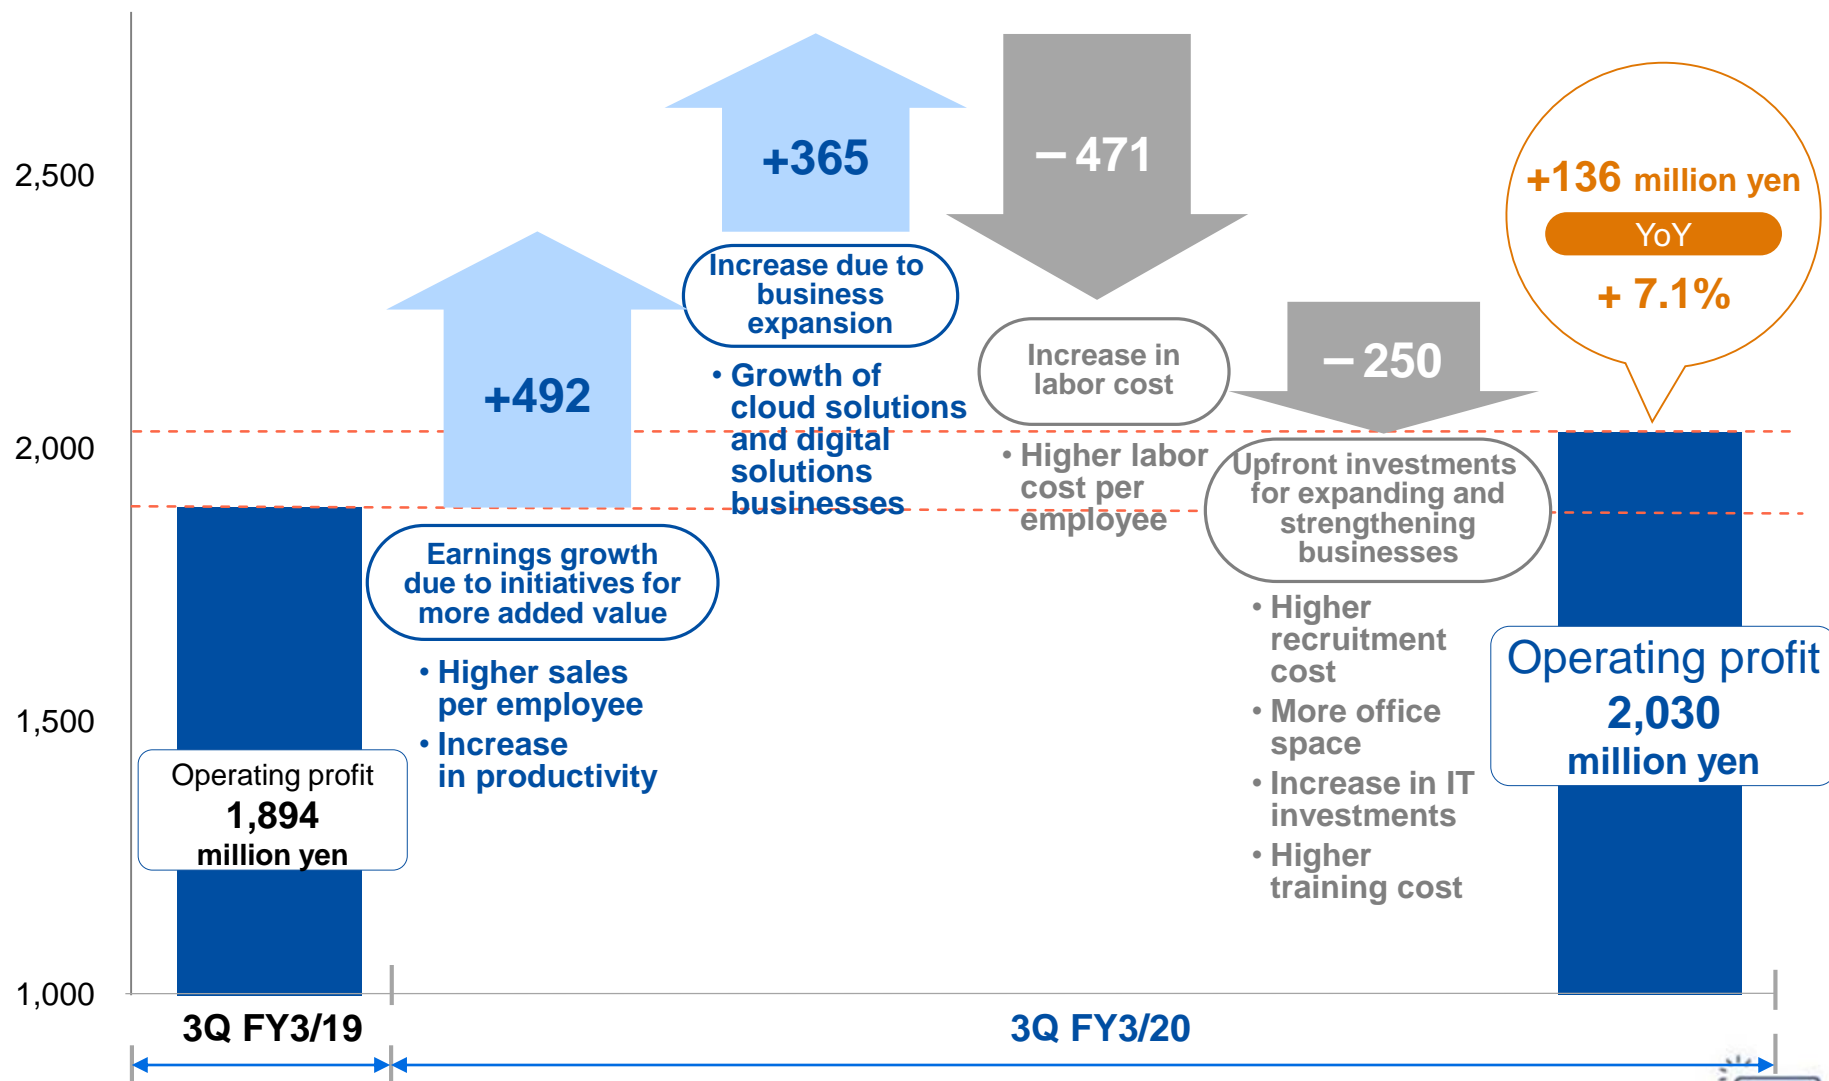 2,500
2,000
1,500
1,000
Operating profit
1,894
million yen
+492
Earnings growth
due to initiatives for
more added value
• Higher sales
per employee
• Increase
in productivity
+365
Increase due to
business
expansion
• Growth of
cloud solutions
and digital
solutions
businesses
－471
Increase in
labor cost
• Higher labor
cost per
employee
－250
Upfront investments
for expanding and
strengthening
businesses
• Higher
recruitment
cost
• More office
space
• Increase in IT
investments
• Higher
training cost
+136 million yen
YoY
+ 7.1%
Operating profit
2,030
million yen
3Q FY3/19
3Q FY3/20